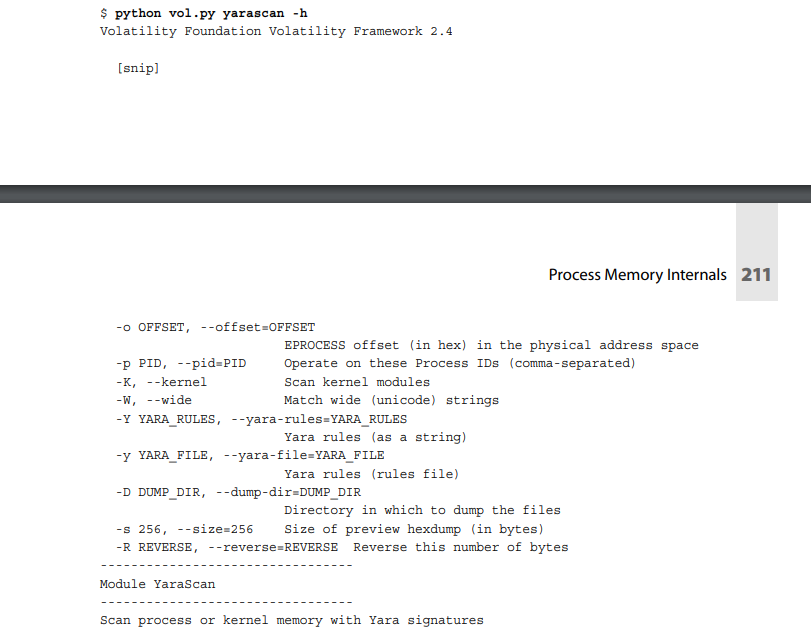 $ python vol.py yarascan -h
Volatility Foundation Volatility Framework 2.4
[snip]
Process Memory Internals 211
-o OFFSET, --offset=OFFSET
EPROCESS offset (in hex) in the physical address space
-p PID, --pid=PID Operate on these Process IDs (comma-separated)
-K, --kernel Scan kernel modules
-W, --wide Match wide (unicode) strings
-Y YARA_RULES, --yara-rules=YARA_RULES
Yara rules (as a string)
-y YARA_FILE, --yara-file=YARA_FILE
Yara rules (rules file)
-D DUMP_DIR, --dump-dir=DUMP_DIR
Directory in which to dump the files
-s 256, --size=256 Size of preview hexdump (in bytes)
-R REVERSE, --reverse=REVERSE Reverse this number of bytes
---------------------------------
Module YaraScan
---------------------------------
Scan process or kernel memory with Yara signatures